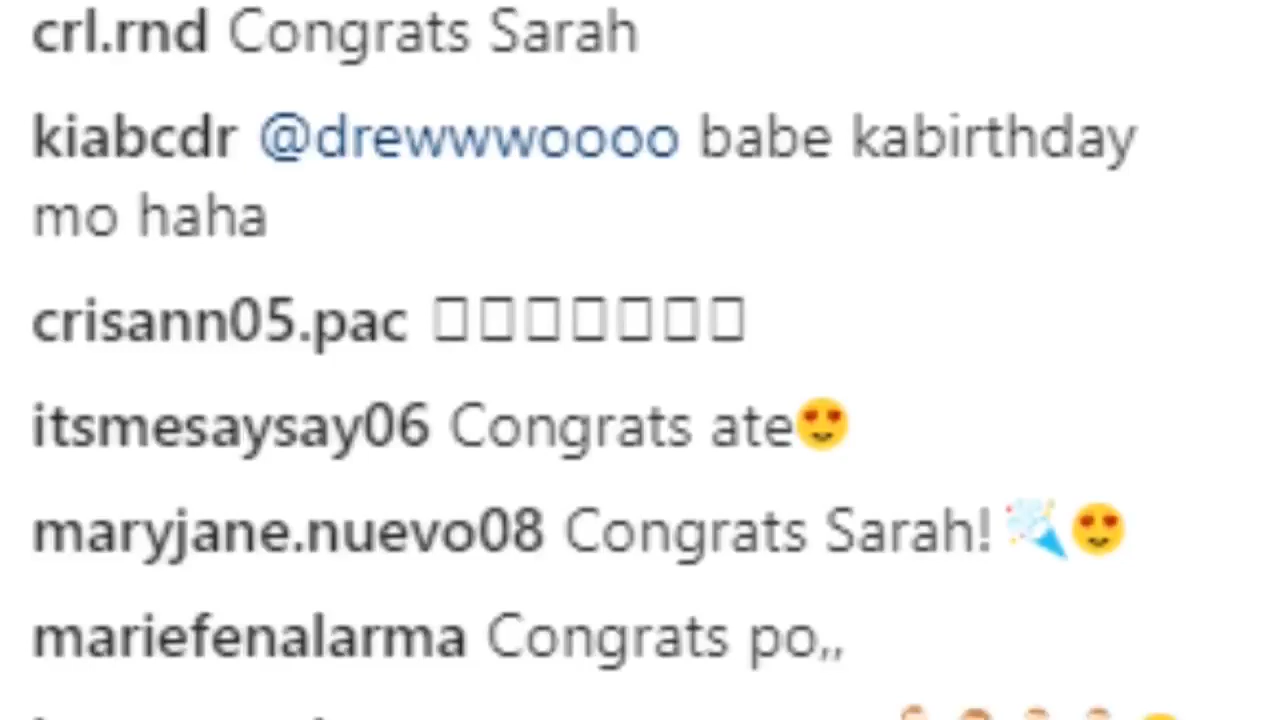 crl.rnd Congrats Sarah
kiabcdr @drewwwoooo babe kabirthday
mo haha
crisann05.pac □□□□□□□
itsmesaysay06 Congrats ate😍
maryjane.nuevo08 Congrats Sarah! 🎉😍
mariefenalarma Congrats po,,